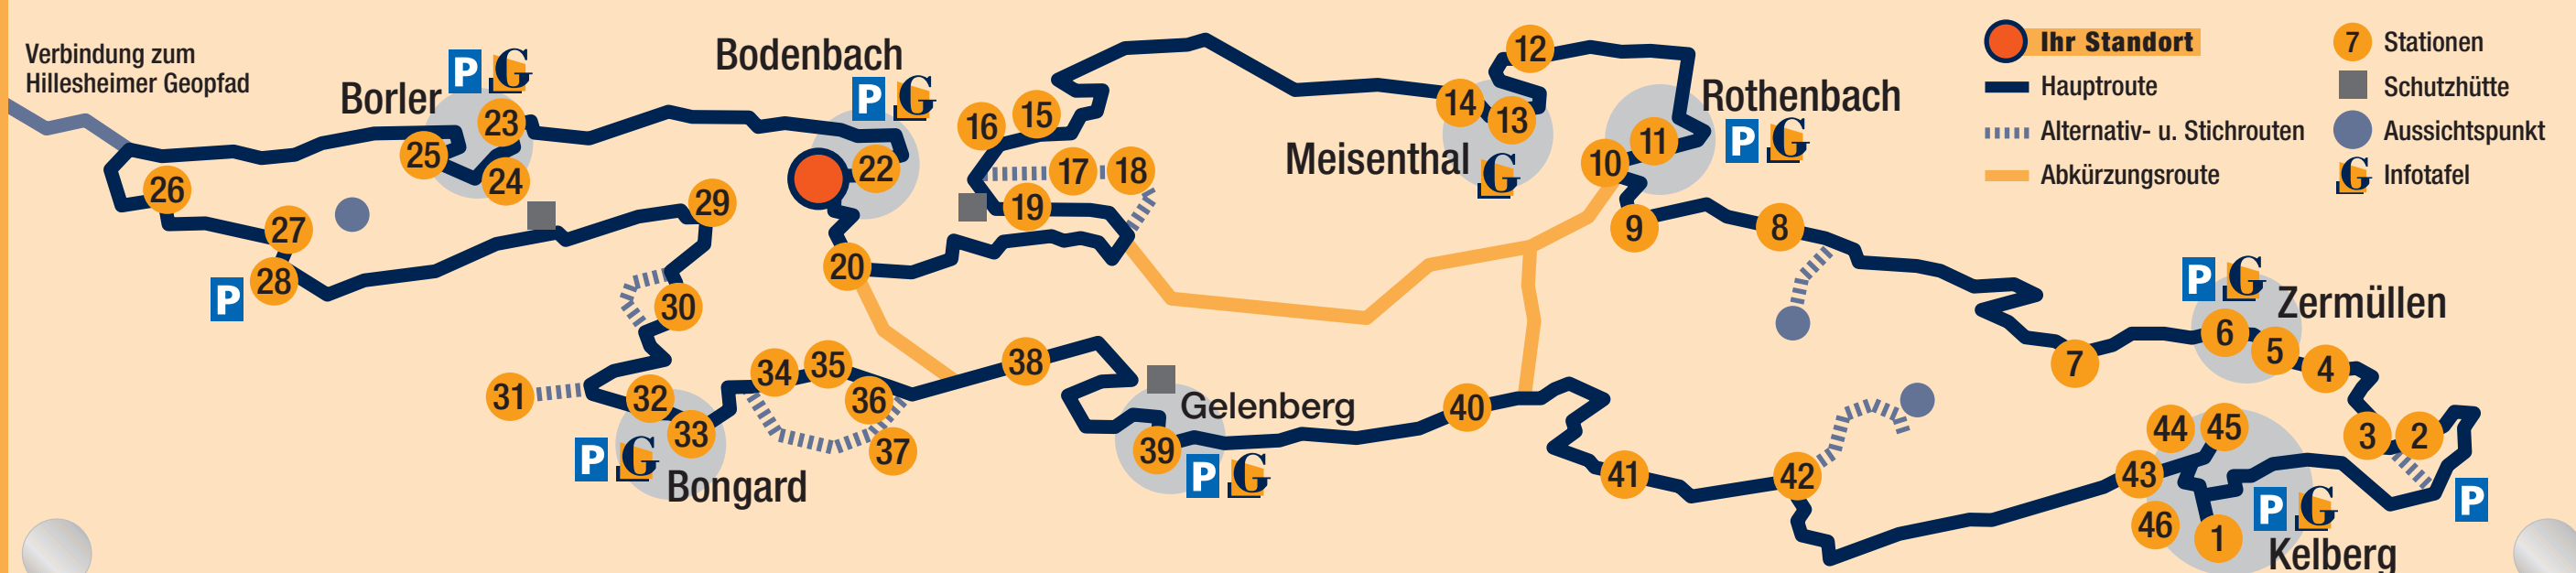 Verbindung zum
Hillesheimer Geopfad
Borler
P G
23
25
24
26
27
28
P
29
30
31
32
33
P G
Bongard
Bodenbach
P G
22
20
34
35
36
37
38
16
15
17
18
19
Gelenberg
39
P G
40
12
14
13
Meisenthal
G
Rothenbach
P G
11
10
9
8
7
41
42
P G
Zermüllen
6
5
4
3
2
P
44
45
43
46
1
P G
Kelberg
Ihr Standort
Hauptroute
Alternativ- u. Stichrouten
Abkürzungsroute
7 Stationen
Schutzhütte
Aussichtspunkt
G Infotafel